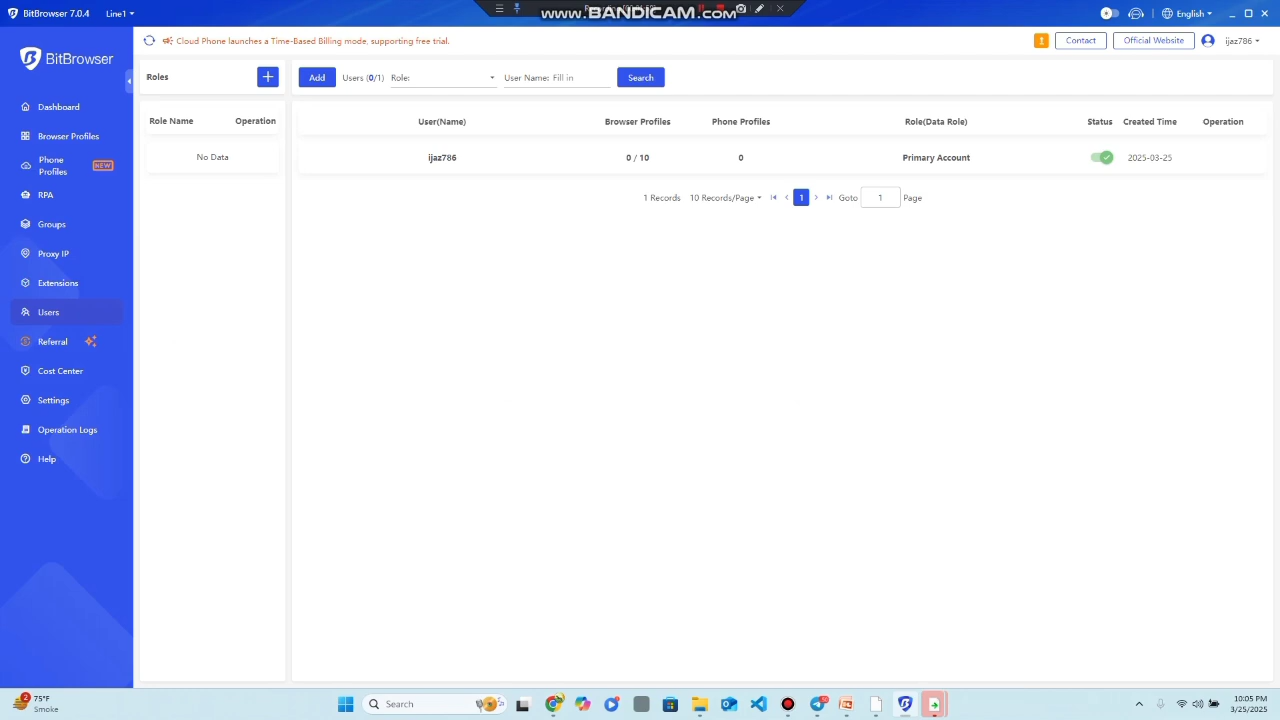 BitBrowser 7.0.4 Line1
www.BANDICAM.com
English
BitBrowser
Cloud Phone launches a Time-Based Billing mode, supporting free trial.
Contact
Official Website
ijaz786
Dashboard
Browser Profiles
Phone Profiles
NEW
RPA
Groups
Proxy IP
Extensions
Users
Referral
Cost Center
Settings
Operation Logs
Help
Roles
+
Role Name Operation
No Data
Add Users (0/1) Role: User Name: Fill in Search
User(Name) Browser Profiles Phone Profiles Role(Data Role) Status Created Time Operation
ijaz786 0 / 10 0 Primary Account 2025-03-25
1 Records 10 Records/Page 1 Goto 1 Page
2
75°F
Smoke
Search
10:05 PM
3/25/2025